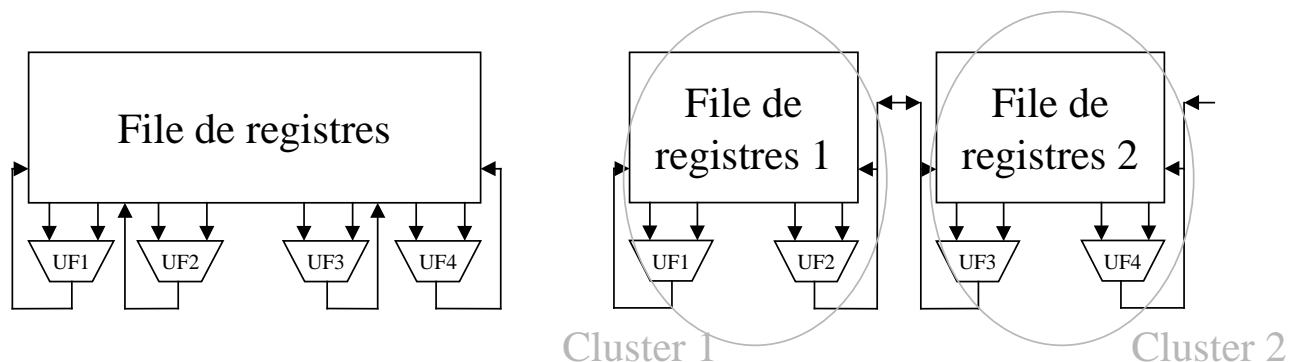 File de registres
UF1
UF2
UF3
UF4
File de
registres 1
UF1
UF2
Cluster 1
File de
registres 2
UF3
UF4
Cluster 2